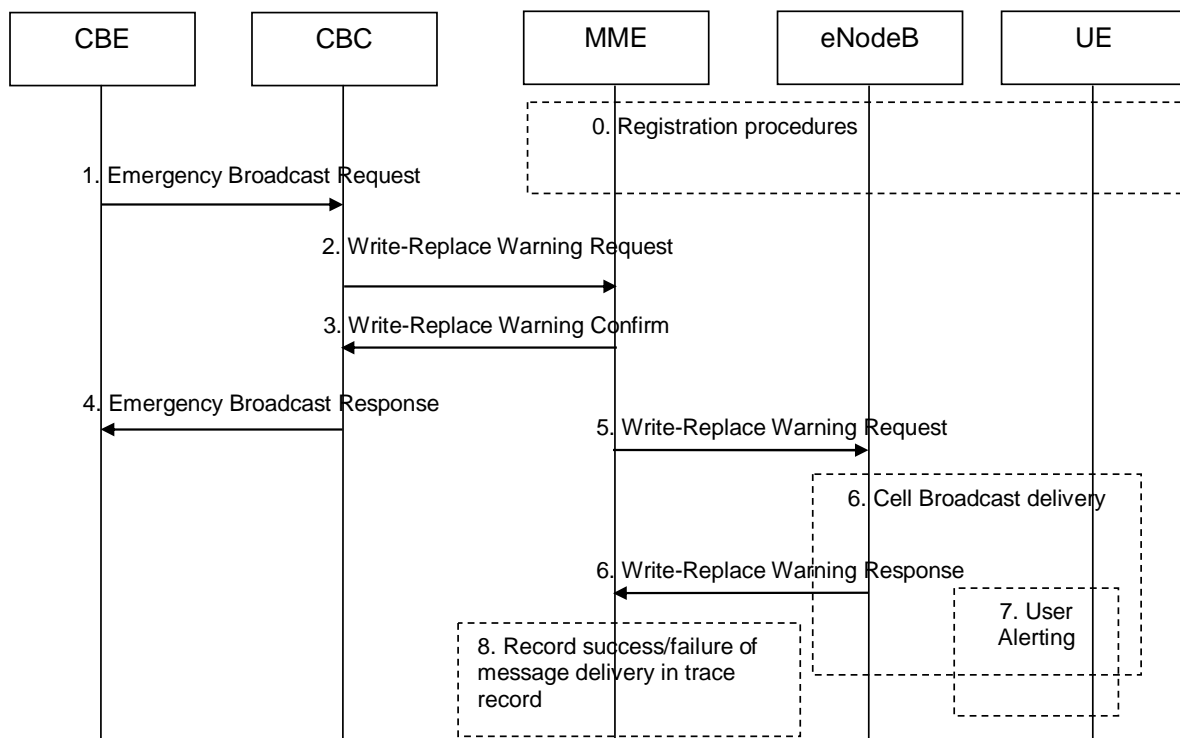 CBE
CBC
MME
eNodeB
UE
0. Registration procedures
1. Emergency Broadcast Request
2. Write-Replace Warning Request
3. Write-Replace Warning Confirm
4. Emergency Broadcast Response
5. Write-Replace Warning Request
6. Cell Broadcast delivery
6. Write-Replace Warning Response
7. User
Alerting
8. Record success/failure of
message delivery in trace
record